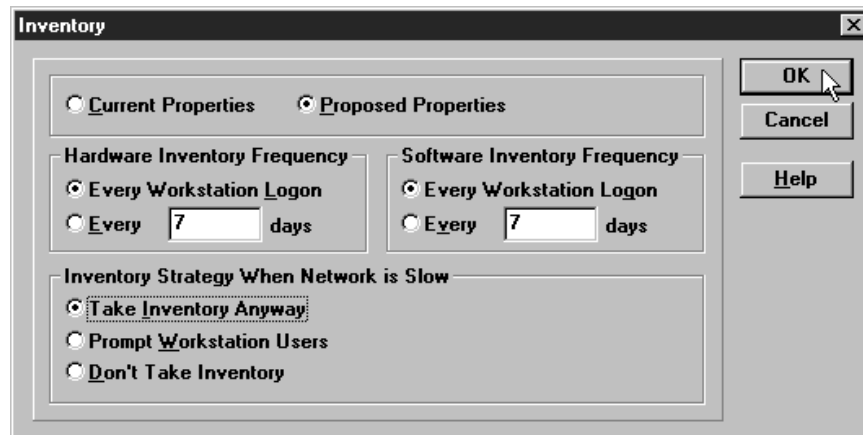 Inventory
Current Properties Proposed Properties
OK
Cancel
Help
Hardware Inventory Frequency
Every Workstation Logon
Every 7 days
Software Inventory Frequency
Every Workstation Logon
Every 7 days
Inventory Strategy When Network is Slow
Take Inventory Anyway
Prompt Workstation Users
Don't Take Inventory